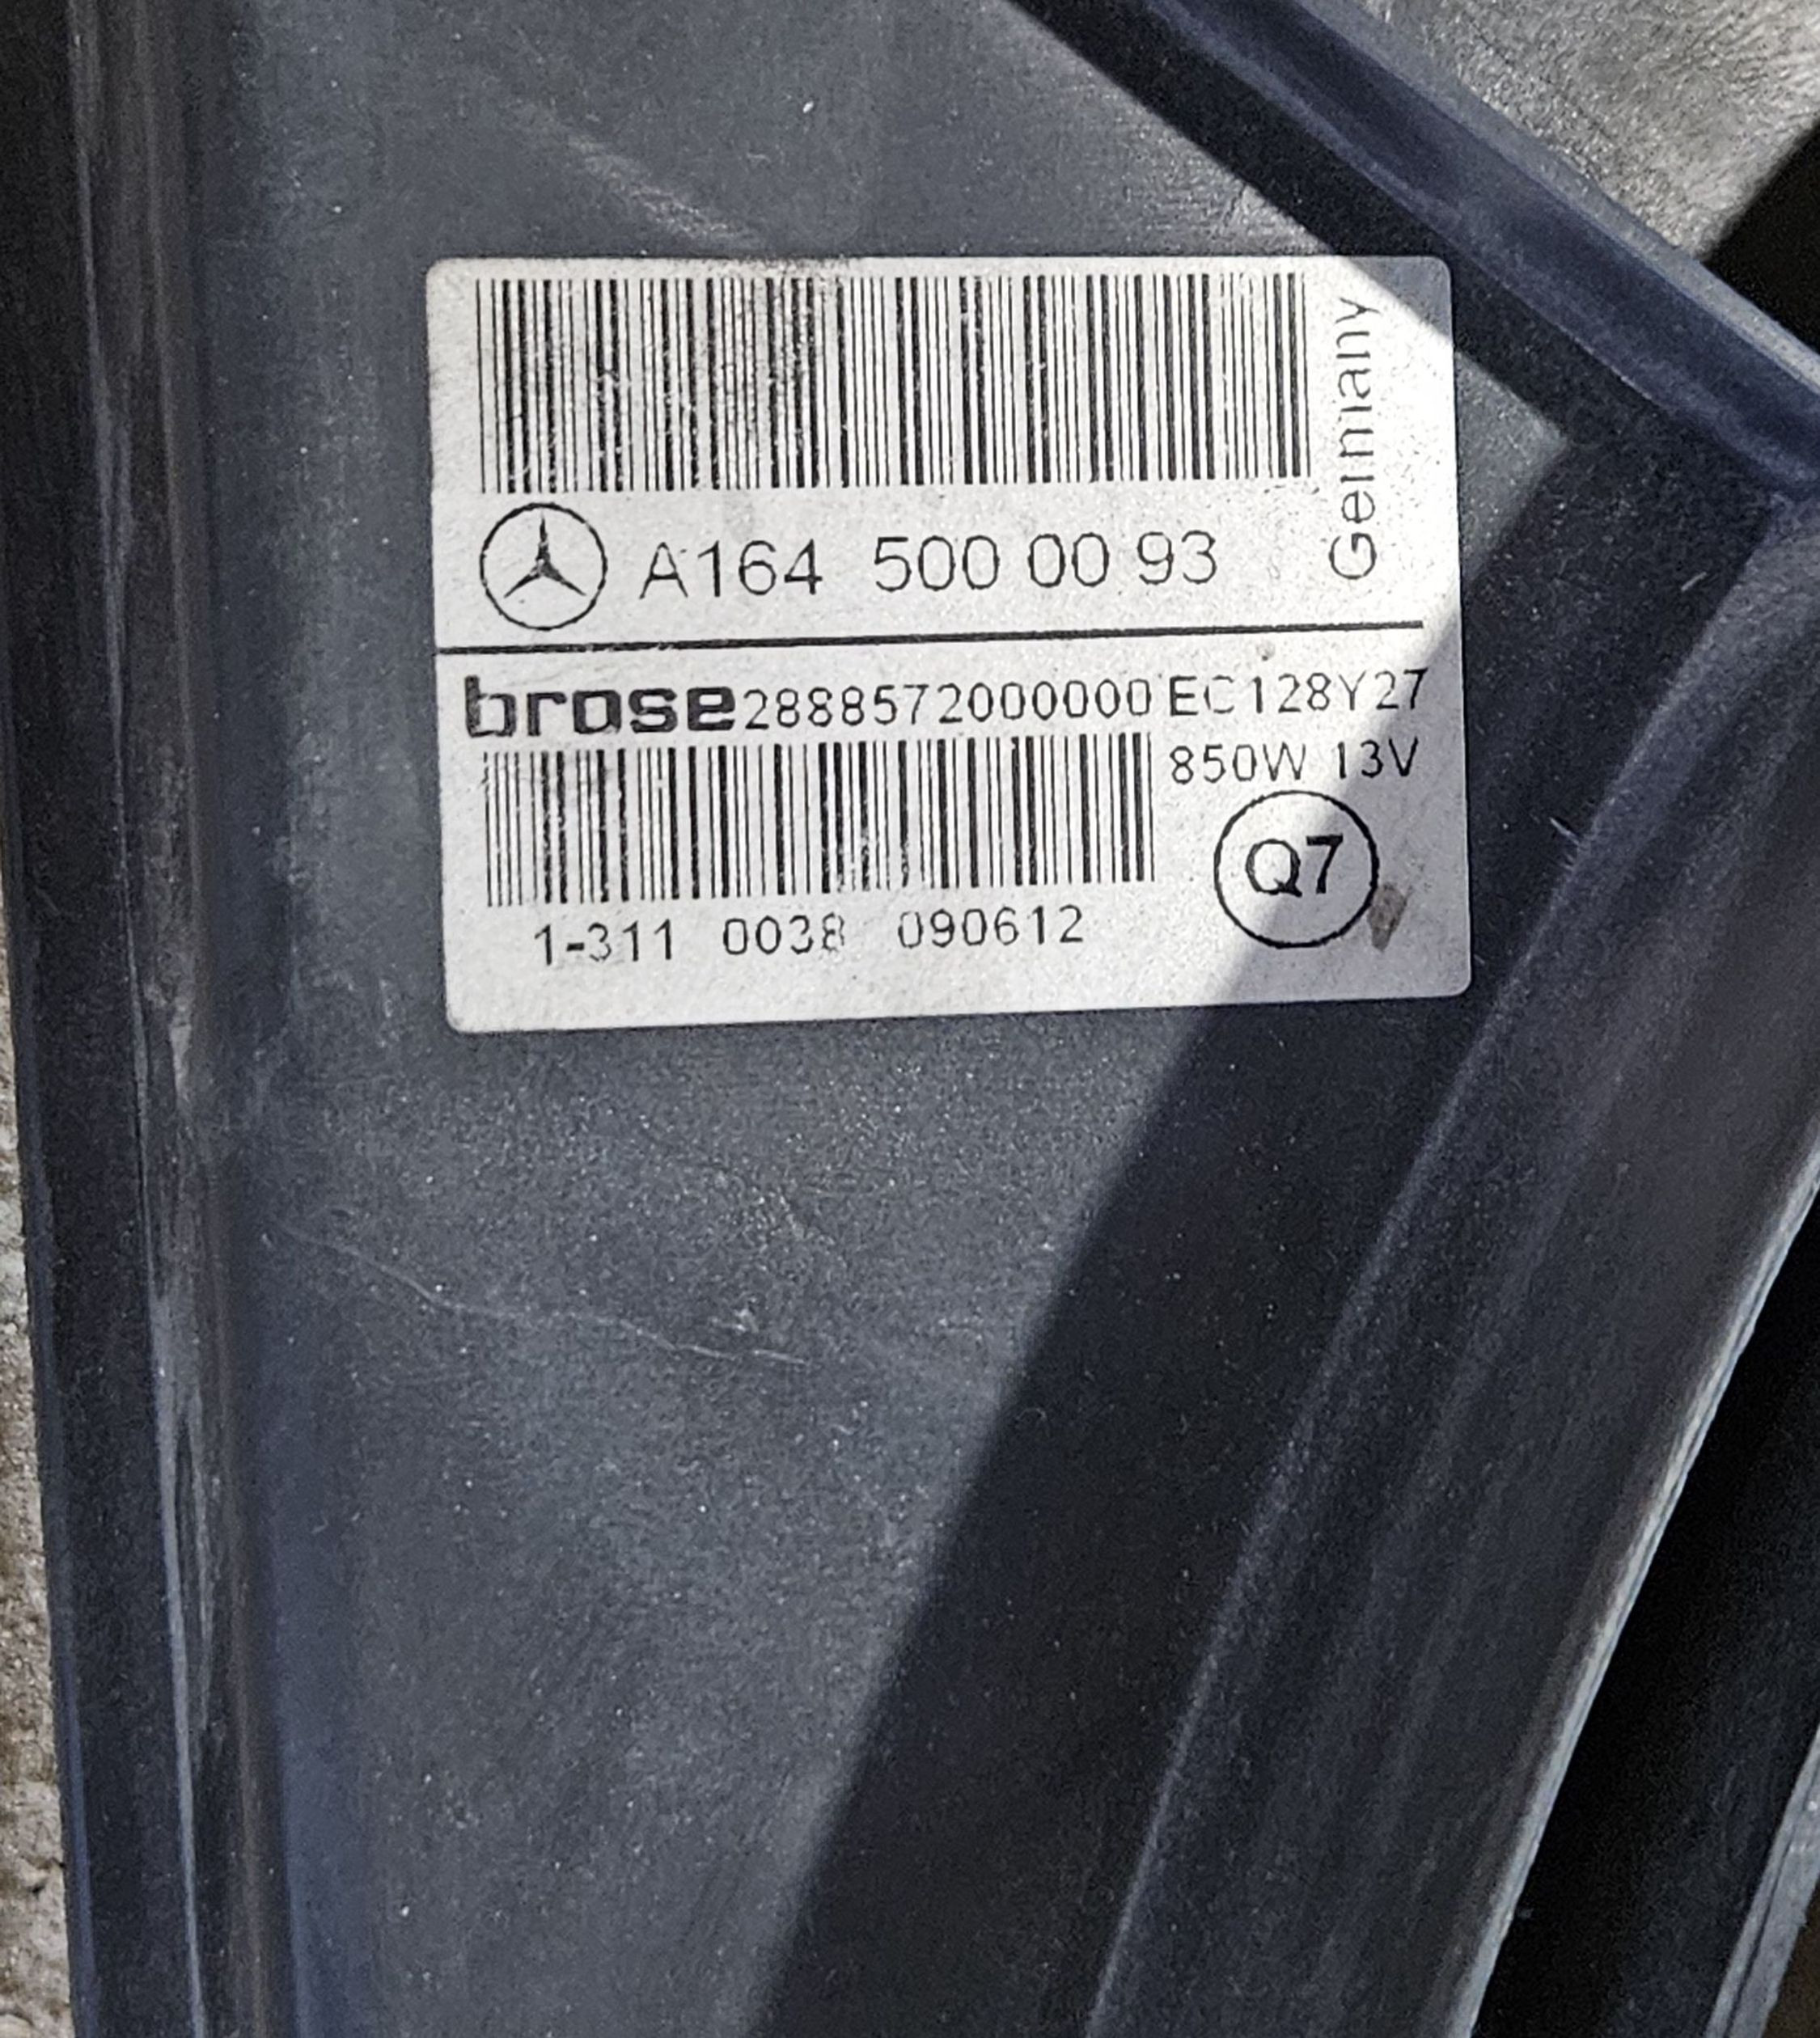 A164 500 00 93
Germany
brose 2888572000000 EC128Y27
850W 13V
Q7
1-311 0038 090612